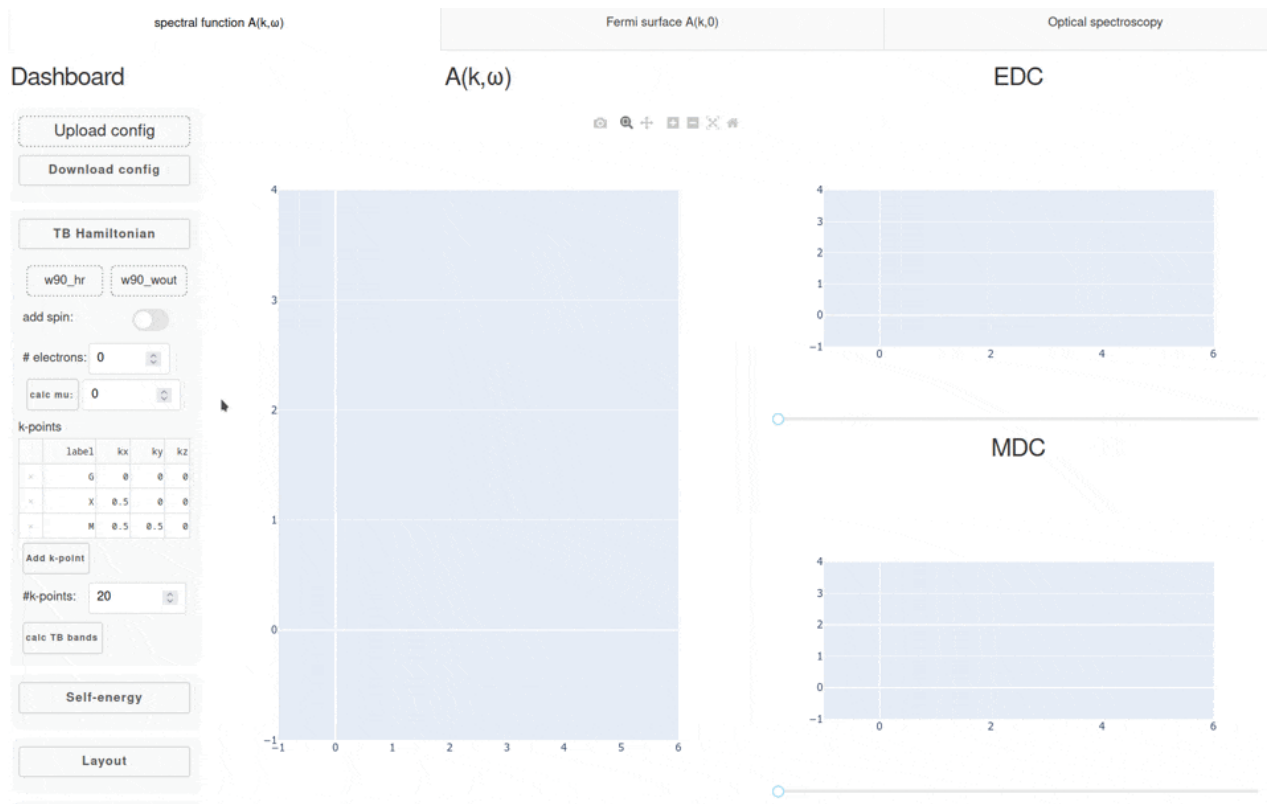 spectral function A(k,ω)
Fermi surface A(k,0)
Optical spectroscopy
Dashboard
A(k,ω)
EDC
Upload config
Download config
TB Hamiltonian
w90_hr
w90_wout
add spin:
# electrons: 0
calc mu: 0
k-points
label kx ky kz
× G 0 0 0
× X 0.5 0 0
× M 0.5 0.5 0
Add k-point
#k-points: 20
calc TB bands
Self-energy
Layout
4
3
2
1
0
−1
−1 0 1 2 3 4 5 6
4
3
2
1
0
−1
0 2 4 6
MDC
4
3
2
1
0
−1
0 2 4 6